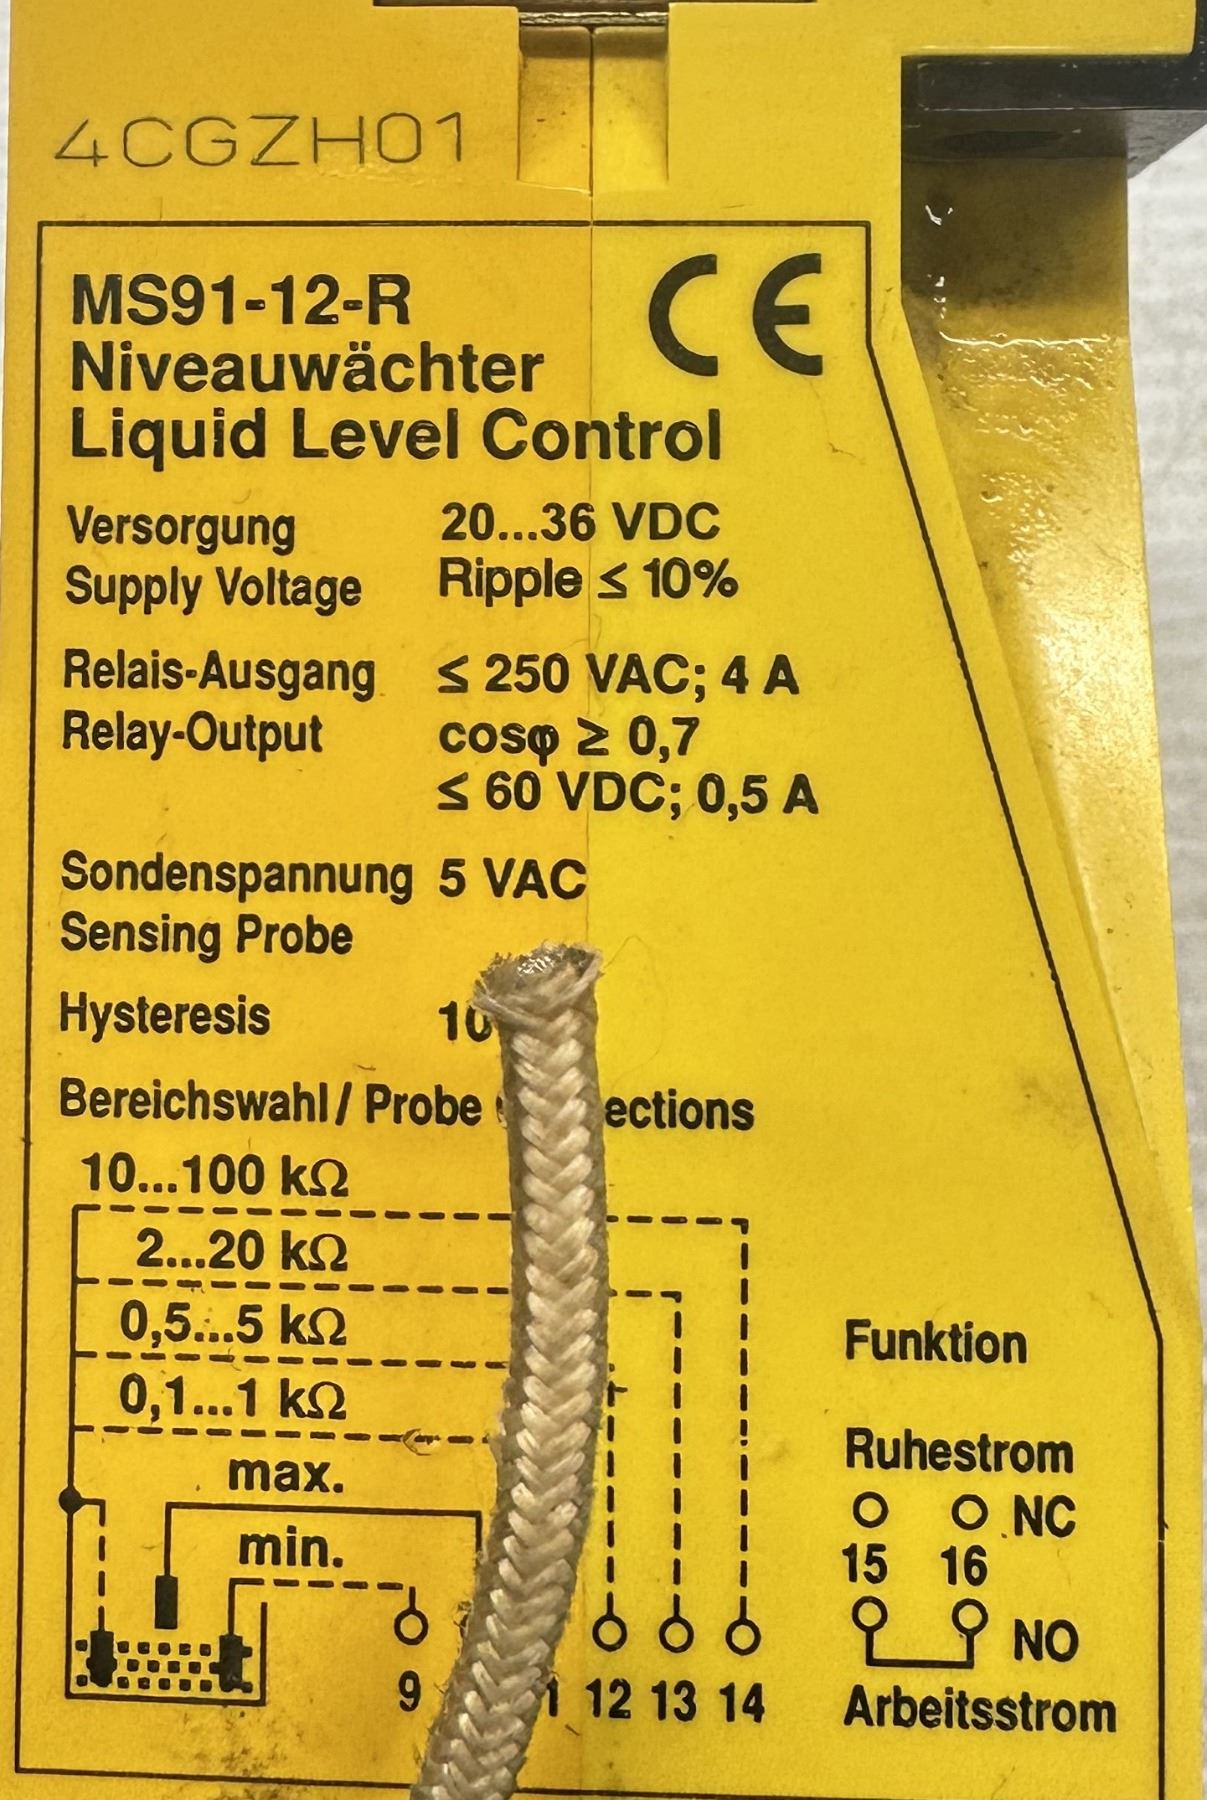 4CGZH01
MS91-12-R
CE
Niveauwächter
Liquid Level Control
Versorgung 20...36 VDC
Supply Voltage Ripple ≤ 10%
Relais-Ausgang ≤ 250 VAC; 4 A
Relay-Output cosφ ≥ 0,7
≤ 60 VDC; 0,5 A
Sondenspannung 5 VAC
Sensing Probe
Hysteresis
Bereichswahl / Probe
10...100 kΩ
2...20 kΩ
0,5...5 kΩ
0,1...1 kΩ
max.
min.
9 12 13 14
Funktion
Ruhestrom
NC
15 16
NO
Arbeitsstrom